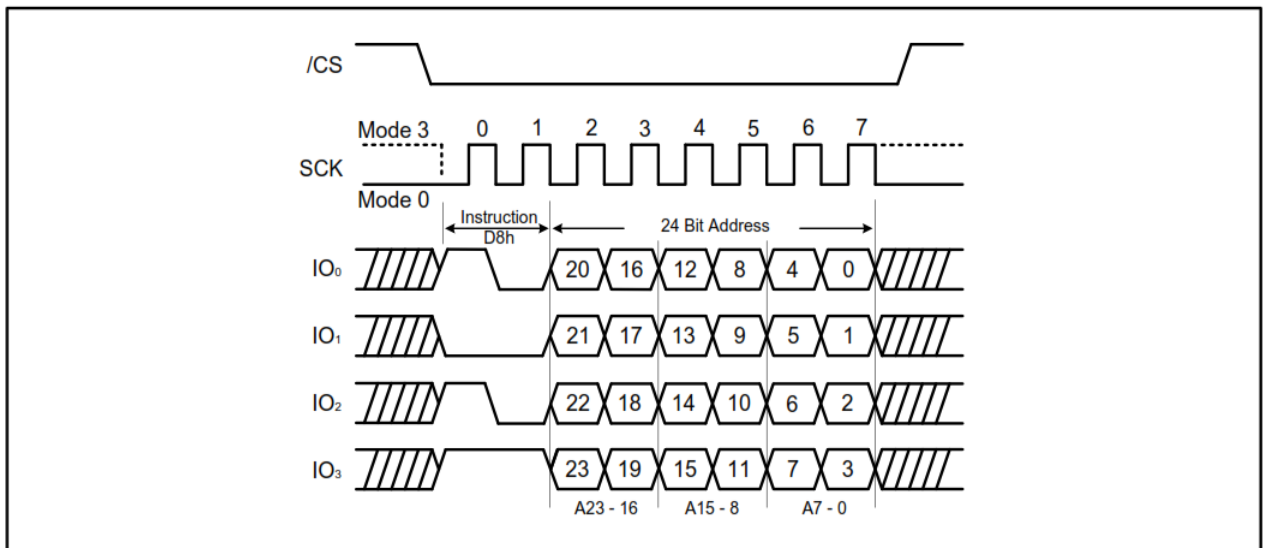 /CS
Mode 3 0 1 2 3 4 5 6 7
SCK
Mode 0
Instruction
D8h
24 Bit Address
IO₀ 20 16 12 8 4 0
IO₁ 21 17 13 9 5 1
IO₂ 22 18 14 10 6 2
IO₃ 23 19 15 11 7 3
A23 - 16 A15 - 8 A7 - 0